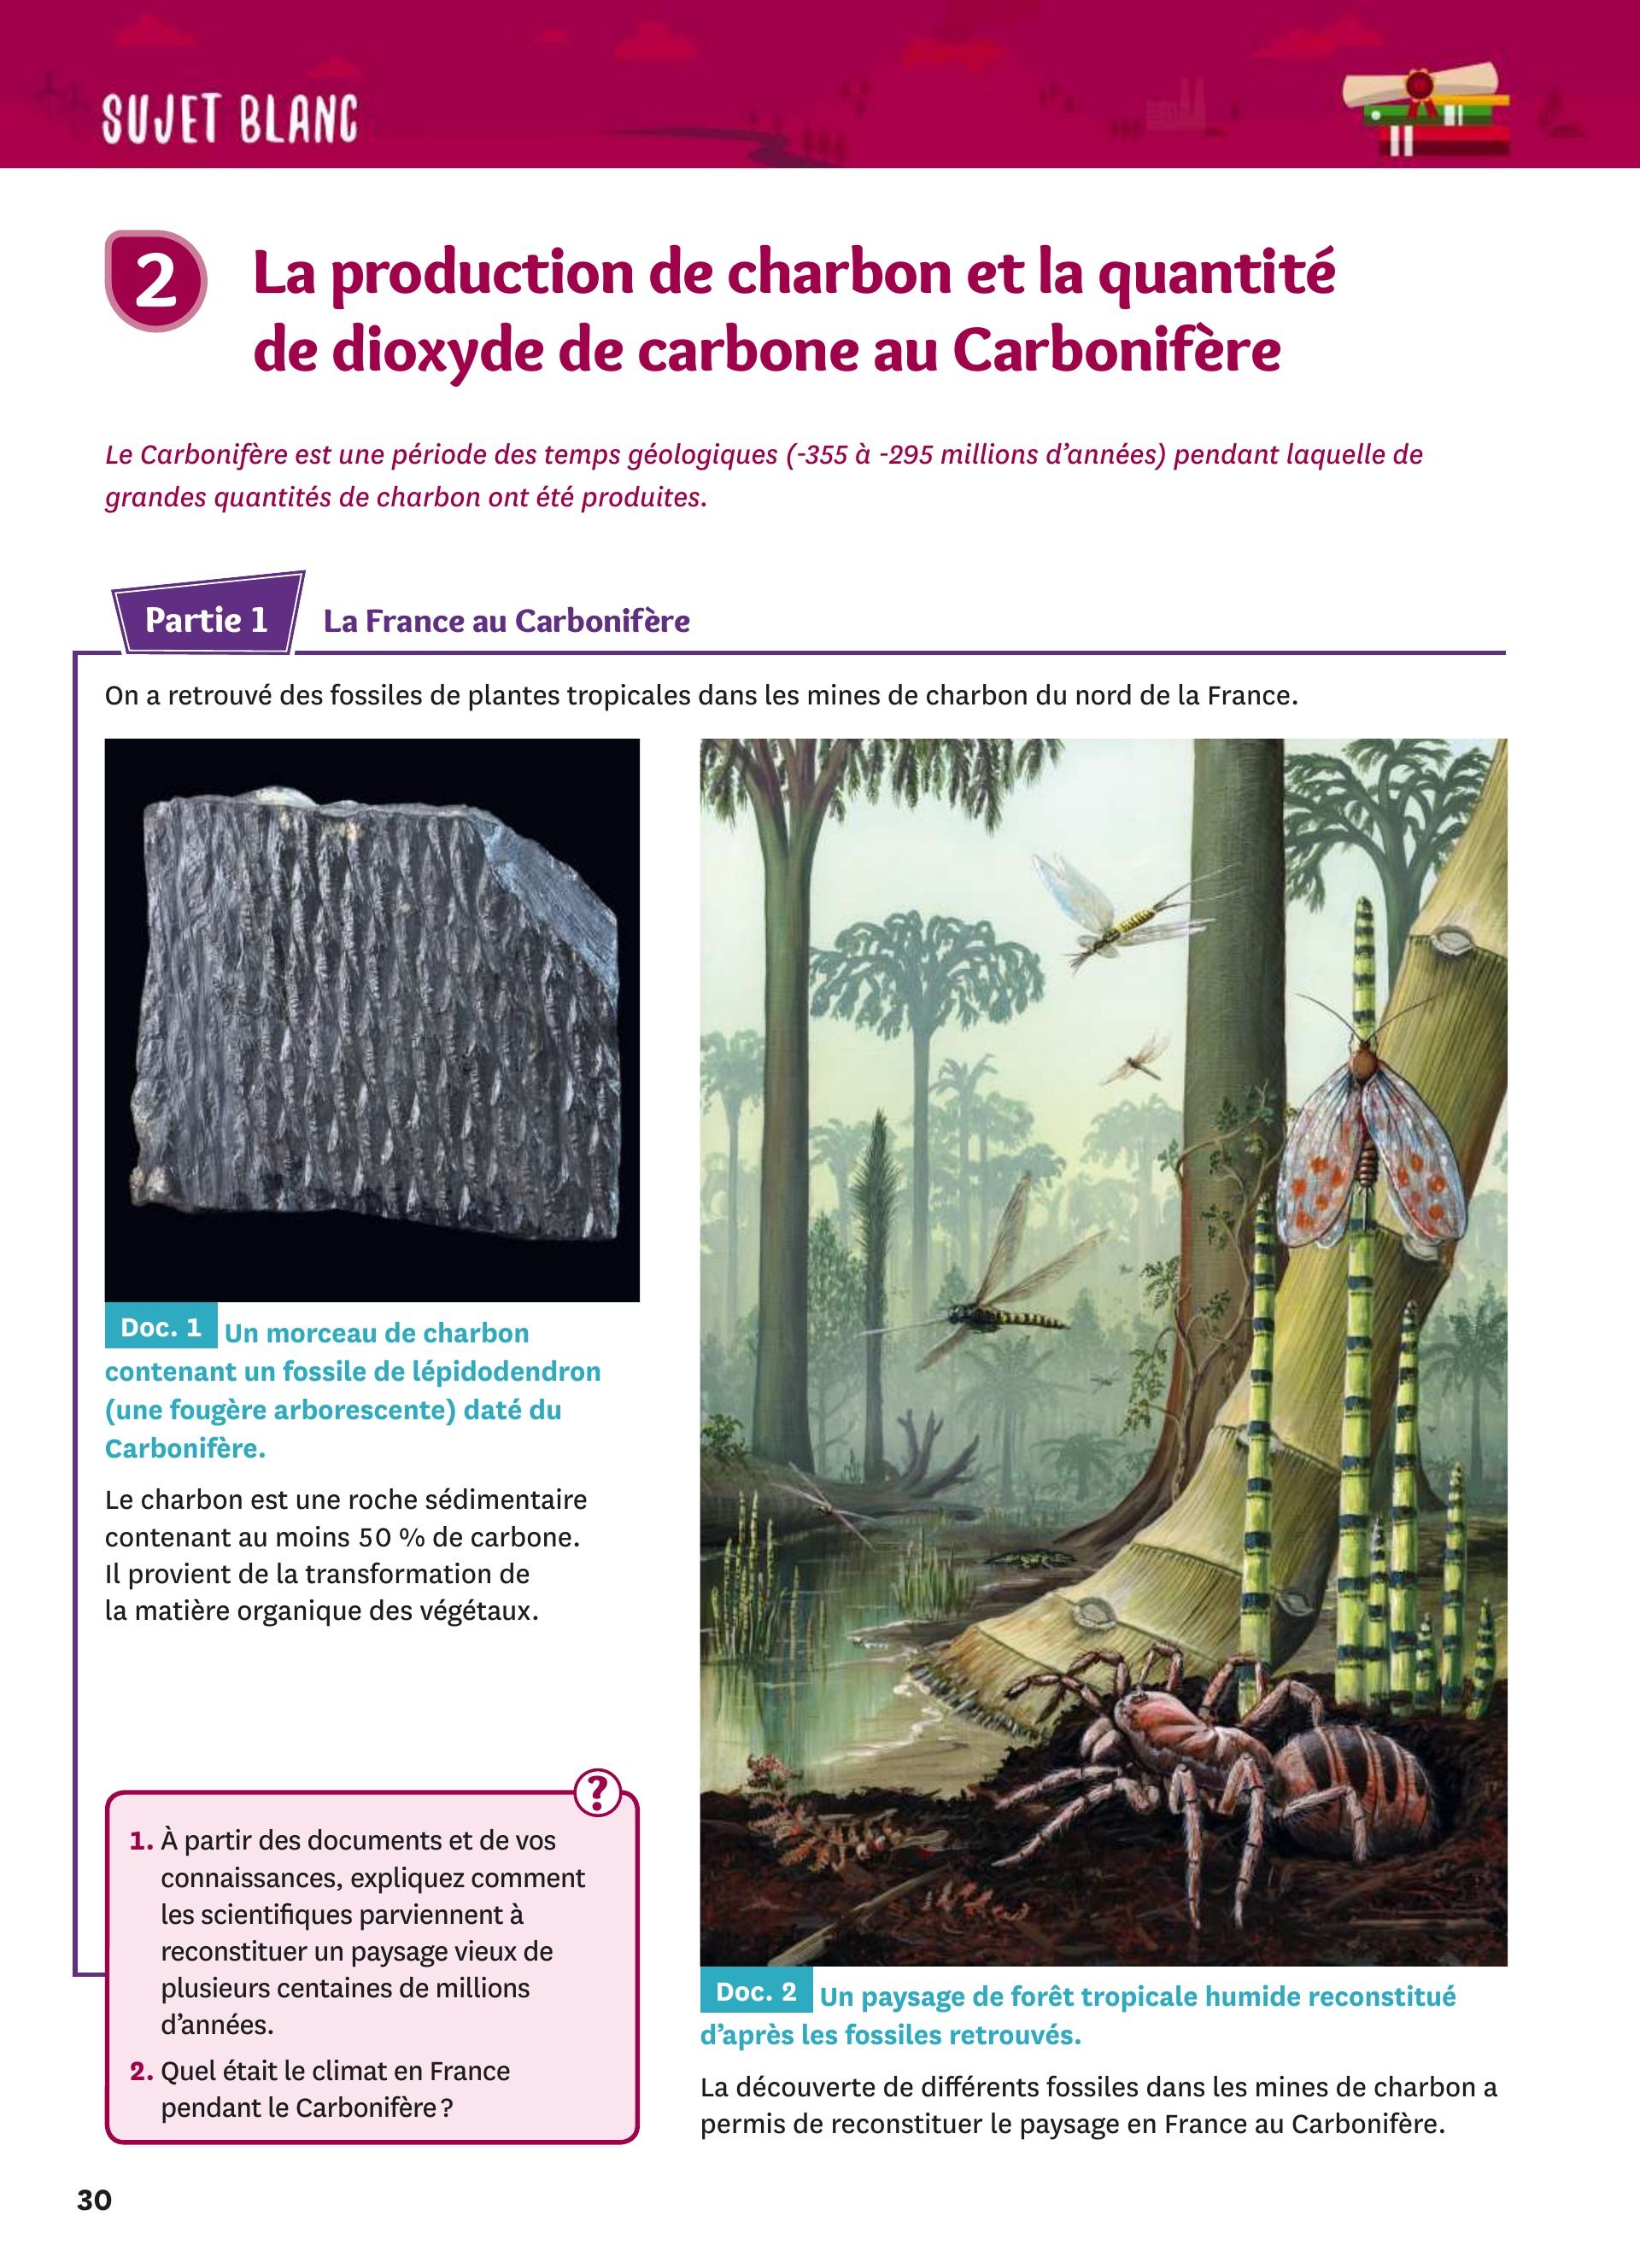 SUJET BLANC
2
La production de charbon et la quantité
de dioxyde de carbone au Carbonifère
Le Carbonifère est une période des temps géologiques (-355 à -295 millions d’années) pendant laquelle de
grandes quantités de charbon ont été produites.
Partie 1
La France au Carbonifère
On a retrouvé des fossiles de plantes tropicales dans les mines de charbon du nord de la France.
Doc. 1 Un morceau de charbon
contenant un fossile de lépidodendron
(une fougère arborescente) daté du
Carbonifère.
Le charbon est une roche sédimentaire
contenant au moins 50 % de carbone.
Il provient de la transformation de
la matière organique des végétaux.
?
1. À partir des documents et de vos
connaissances, expliquez comment
les scientifiques parviennent à
reconstituer un paysage vieux de
plusieurs centaines de millions
d’années.
2. Quel était le climat en France
pendant le Carbonifère ?
Doc. 2 Un paysage de forêt tropicale humide reconstitué
d’après les fossiles retrouvés.
La découverte de différents fossiles dans les mines de charbon a
permis de reconstituer le paysage en France au Carbonifère.
30